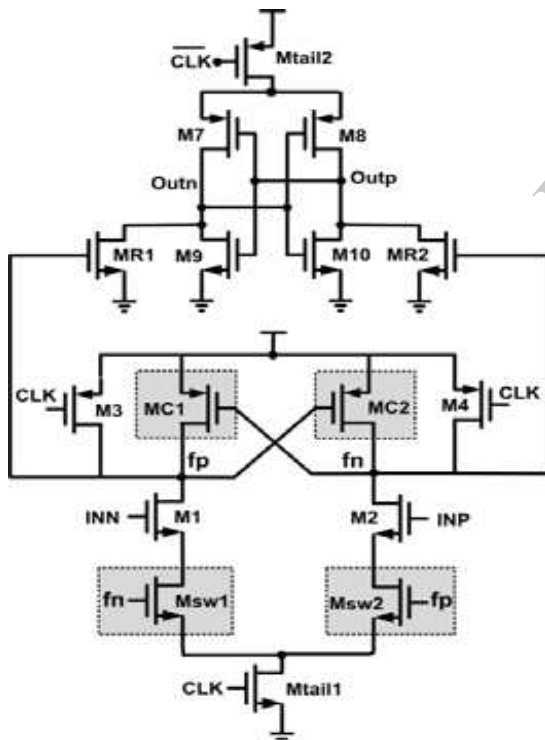 CLK Mtail2
M7 M8
Outn Outp
MR1 M9 M10 MR2
CLK M3 MC1 MC2 M4 CLK
fp fn
INN M1 M2 INP
fn Msw1 Msw2 fp
CLK Mtail1